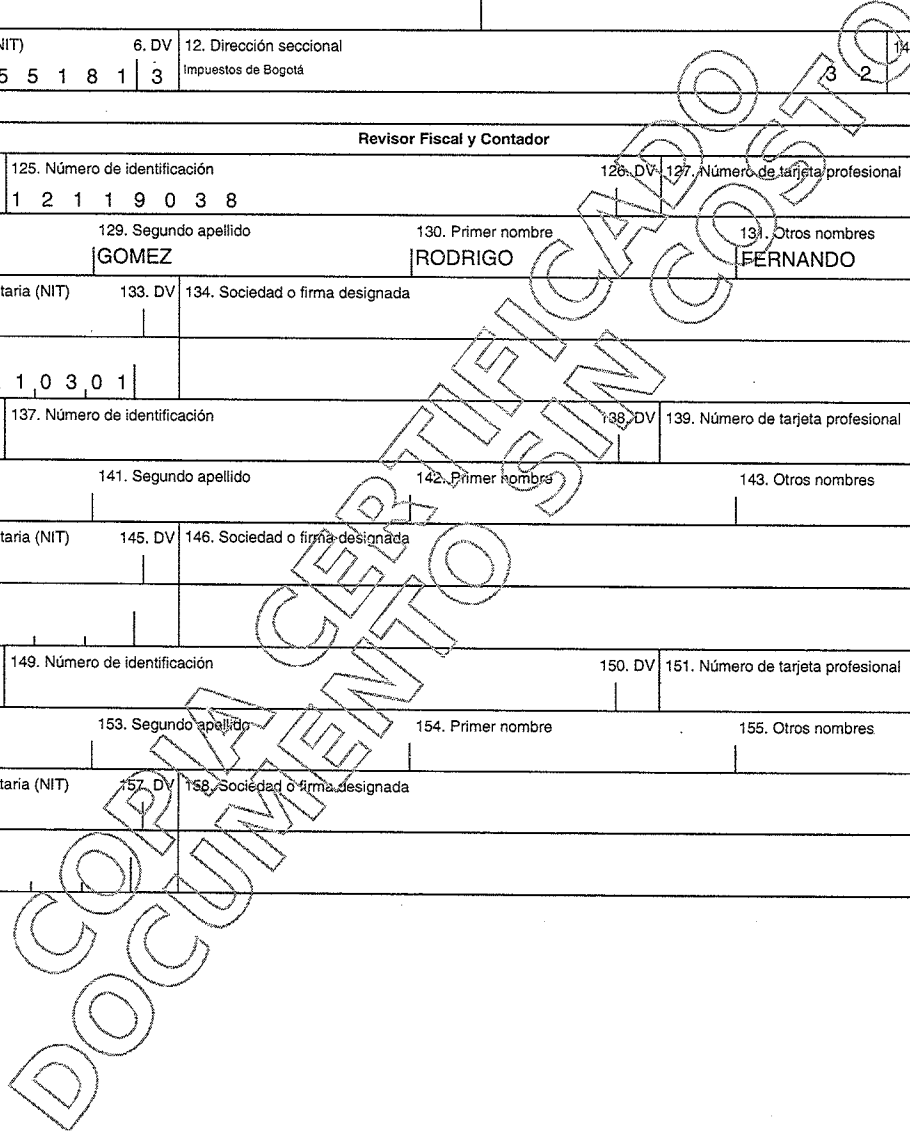 NIT) 6. DV 12. Dirección seccional 14
5 5 1 8 1 3 Impuestos de Bogotá 3 2
Revisor Fiscal y Contador
125. Número de identificación 126. DV 127. Número de tarjeta profesional
1 2 1 1 9 0 3 8
129. Segundo apellido 130. Primer nombre 131. Otros nombres
GOMEZ RODRIGO FERNANDO
taria (NIT) 133. DV 134. Sociedad o firma designada
1 0 3 0 1
137. Número de identificación 138. DV 139. Número de tarjeta profesional
141. Segundo apellido 142. Primer nombre 143. Otros nombres
taria (NIT) 145. DV 146. Sociedad o firma designada
149. Número de identificación 150. DV 151. Número de tarjeta profesional
153. Segundo apellido 154. Primer nombre 155. Otros nombres
taria (NIT) 157. DV 158. Sociedad o firma designada
COPIA CERTIFICADO
DOCUMENTO SIN COSTO